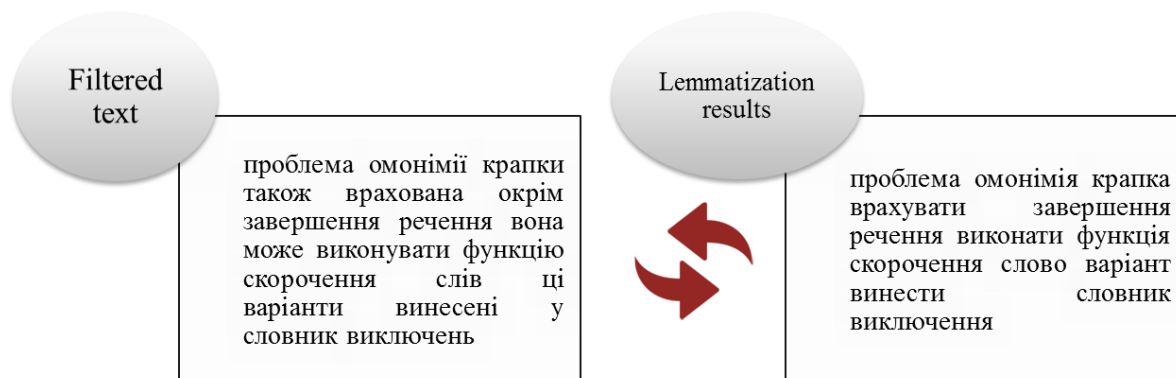 Filtered
text
проблема омонімії крапки
також врахована окрім
завершення речення вона
може виконувати функцію
скорочення слів ці
варіанти винесені у
словник виключень
Lemmatization
results
проблема омонімія крапка
врахувати завершення
речення виконати функція
скорочення слово варіант
винести словник
виключення